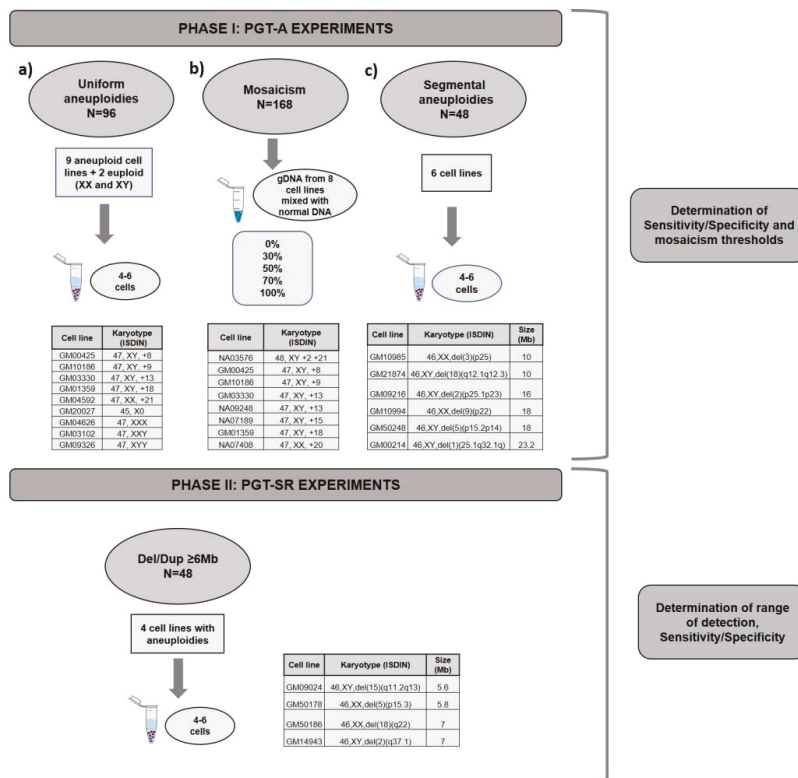 PHASE I: PGT-A EXPERIMENTS
a)
Uniform
aneuploidies
N=96
9 aneuploid cell
lines + 2 euploid
(XX and XY)
4-6
cells
Cell line Karyotype (ISDIN)
GM00425 47, XY, +8
GM10186 47, XY, +9
GM03330 47, XY, +13
GM01359 47, XY, +18
GM04592 47, XX, +21
GM20027 45, X0
GM04626 47, XXX
GM03102 47, XXY
GM09326 47, XYY
b)
Mosaicism
N=168
gDNA from 8
cell lines
mixed with
normal DNA
0%
30%
50%
70%
100%
Cell line Karyotype (ISDIN)
NA03576 48, XY +2 +21
GM00425 47, XY, +8
GM10186 47, XY, +9
GM03330 47, XY, +13
NA09248 47, XY, +13
NA07189 47, XY, +15
GM01359 47, XY, +18
NA07408 47, XX, +20
c)
Segmental
aneuploidies
N=48
6 cell lines
4-6
cells
Cell line Karyotype (ISDIN) Size (Mb)
GM10985 46,XX,del(3)(p25) 10
GM21874 46,XY,del(18)(q12.1q12.3) 10
GM09216 46,XY,del(2)(p25.1p23) 16
GM10994 46,XX,del(9)(p22) 18
GM50248 46,XY,del(5)(p15.2p14) 18
GM00214 46,XY,del(1)(25.1q32.1q) 23.2
Determination of
Sensitivity/Specificity and
mosaicism thresholds
PHASE II: PGT-SR EXPERIMENTS
Del/Dup ≥6Mb
N=48
4 cell lines with
aneuploidies
4-6
cells
Cell line Karyotype (ISDIN) Size (Mb)
GM09024 46,XY,del(15)(q11.2q13) 5.6
GM50178 46,XX,del(5)(p15.3) 5.8
GM50186 46,XX,del(18)(q22) 7
GM14943 46,XY,del(2)(q37.1) 7
Determination of range
of detection,
Sensitivity/Specificity